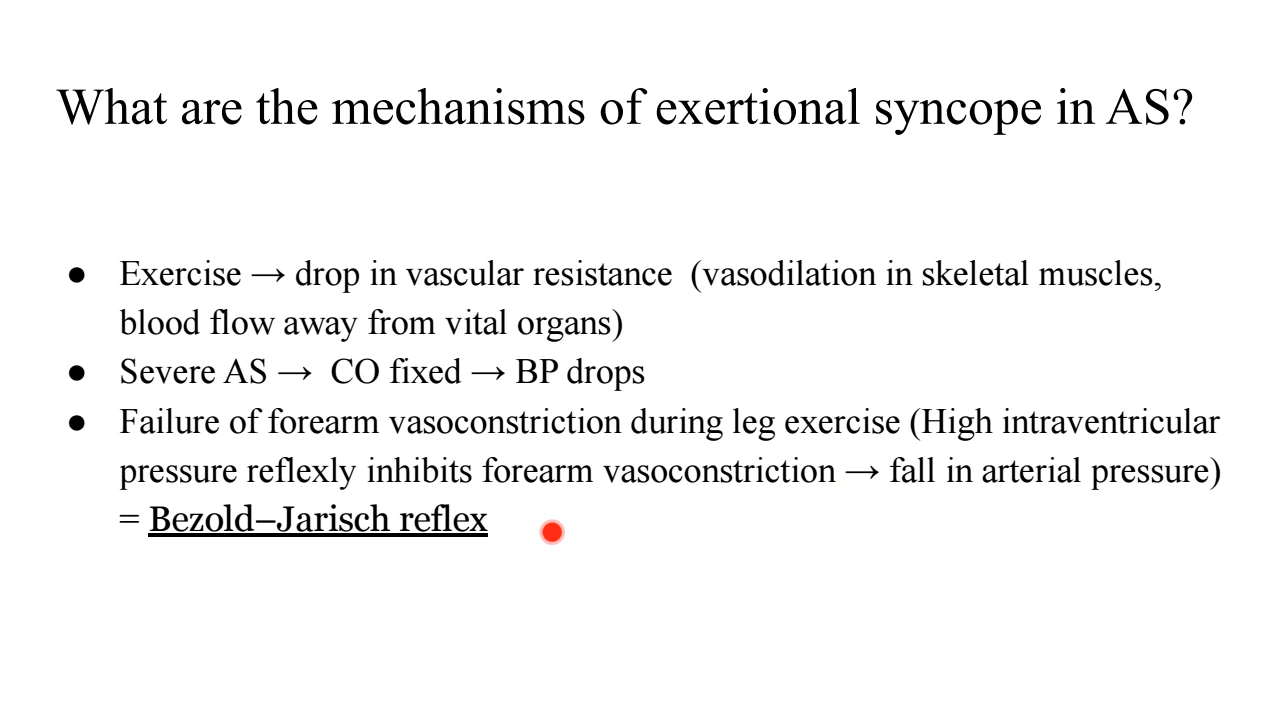 What are the mechanisms of exertional syncope in AS?
● Exercise → drop in vascular resistance  (vasodilation in skeletal muscles,
blood flow away from vital organs)
● Severe AS →  CO fixed → BP drops
● Failure of forearm vasoconstriction during leg exercise (High intraventricular
pressure reflexly inhibits forearm vasoconstriction → fall in arterial pressure)
= Bezold–Jarisch reflex